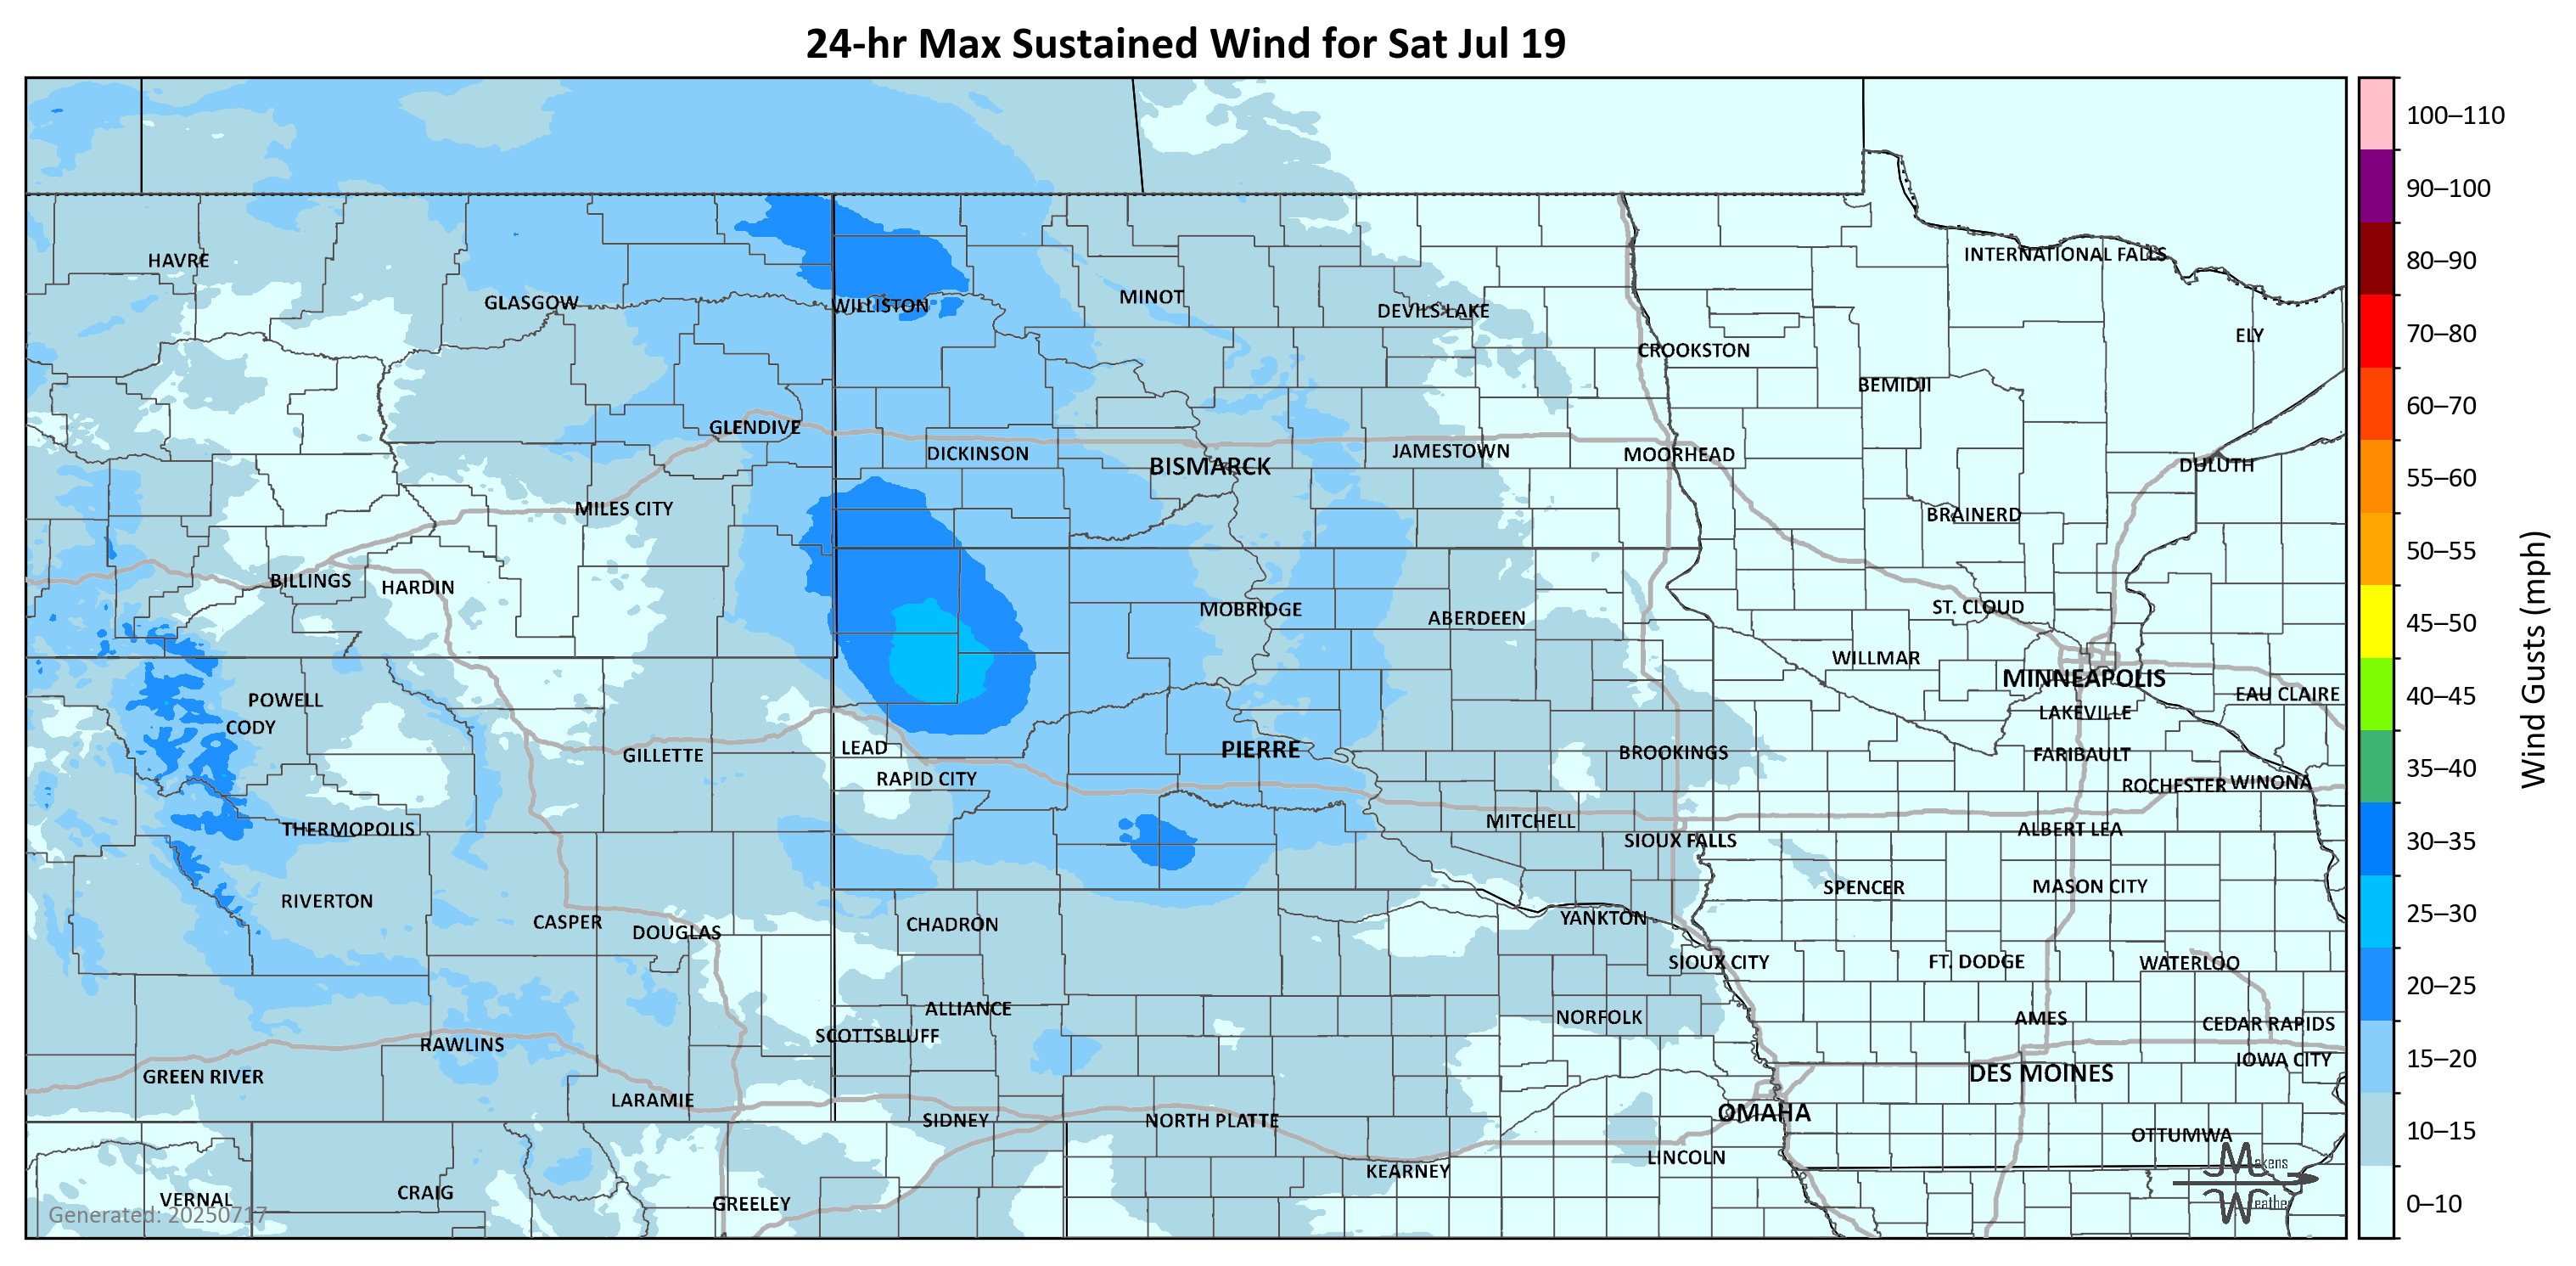 24-hr Max Sustained Wind for Sat Jul 19
100–110
90–100
80–90
70–80
60–70
55–60
50–55
45–50
40–45
35–40
30–35
25–30
20–25
15–20
10–15
0–10
Wind Gusts (mph)
INTERNATIONAL FALLS
HAVRE
GLASGOW
WILLISTON
MINOT
DEVILS LAKE
ELY
CROOKSTON
BEMIDJI
GLENDIVE
DICKINSON
BISMARCK
JAMESTOWN
MOORHEAD
DULUTH
MILES CITY
BRAINERD
BILLINGS
HARDIN
MOBRIDGE
ABERDEEN
ST. CLOUD
WILLMAR
MINNEAPOLIS
EAU CLAIRE
POWELL
CODY
LAKEVILLE
GILLETTE
LEAD
PIERRE
BROOKINGS
FARIBAULT
RAPID CITY
ROCHESTER
WINONA
THERMOPOLIS
MITCHELL
SIOUX FALLS
ALBERT LEA
RIVERTON
SPENCER
MASON CITY
CASPER
DOUGLAS
CHADRON
YANKTON
SIOUX CITY
FT. DODGE
WATERLOO
ALLIANCE
NORFOLK
AMES
CEDAR RAPIDS
SCOTTSBLUFF
RAWLINS
IOWA CITY
GREEN RIVER
DES MOINES
LARAMIE
SIDNEY
NORTH PLATTE
OMAHA
OTTUMWA
KEARNEY
LINCOLN
VERNAL
CRAIG
GREELEY
Makens
Weather
Generated: 20250717